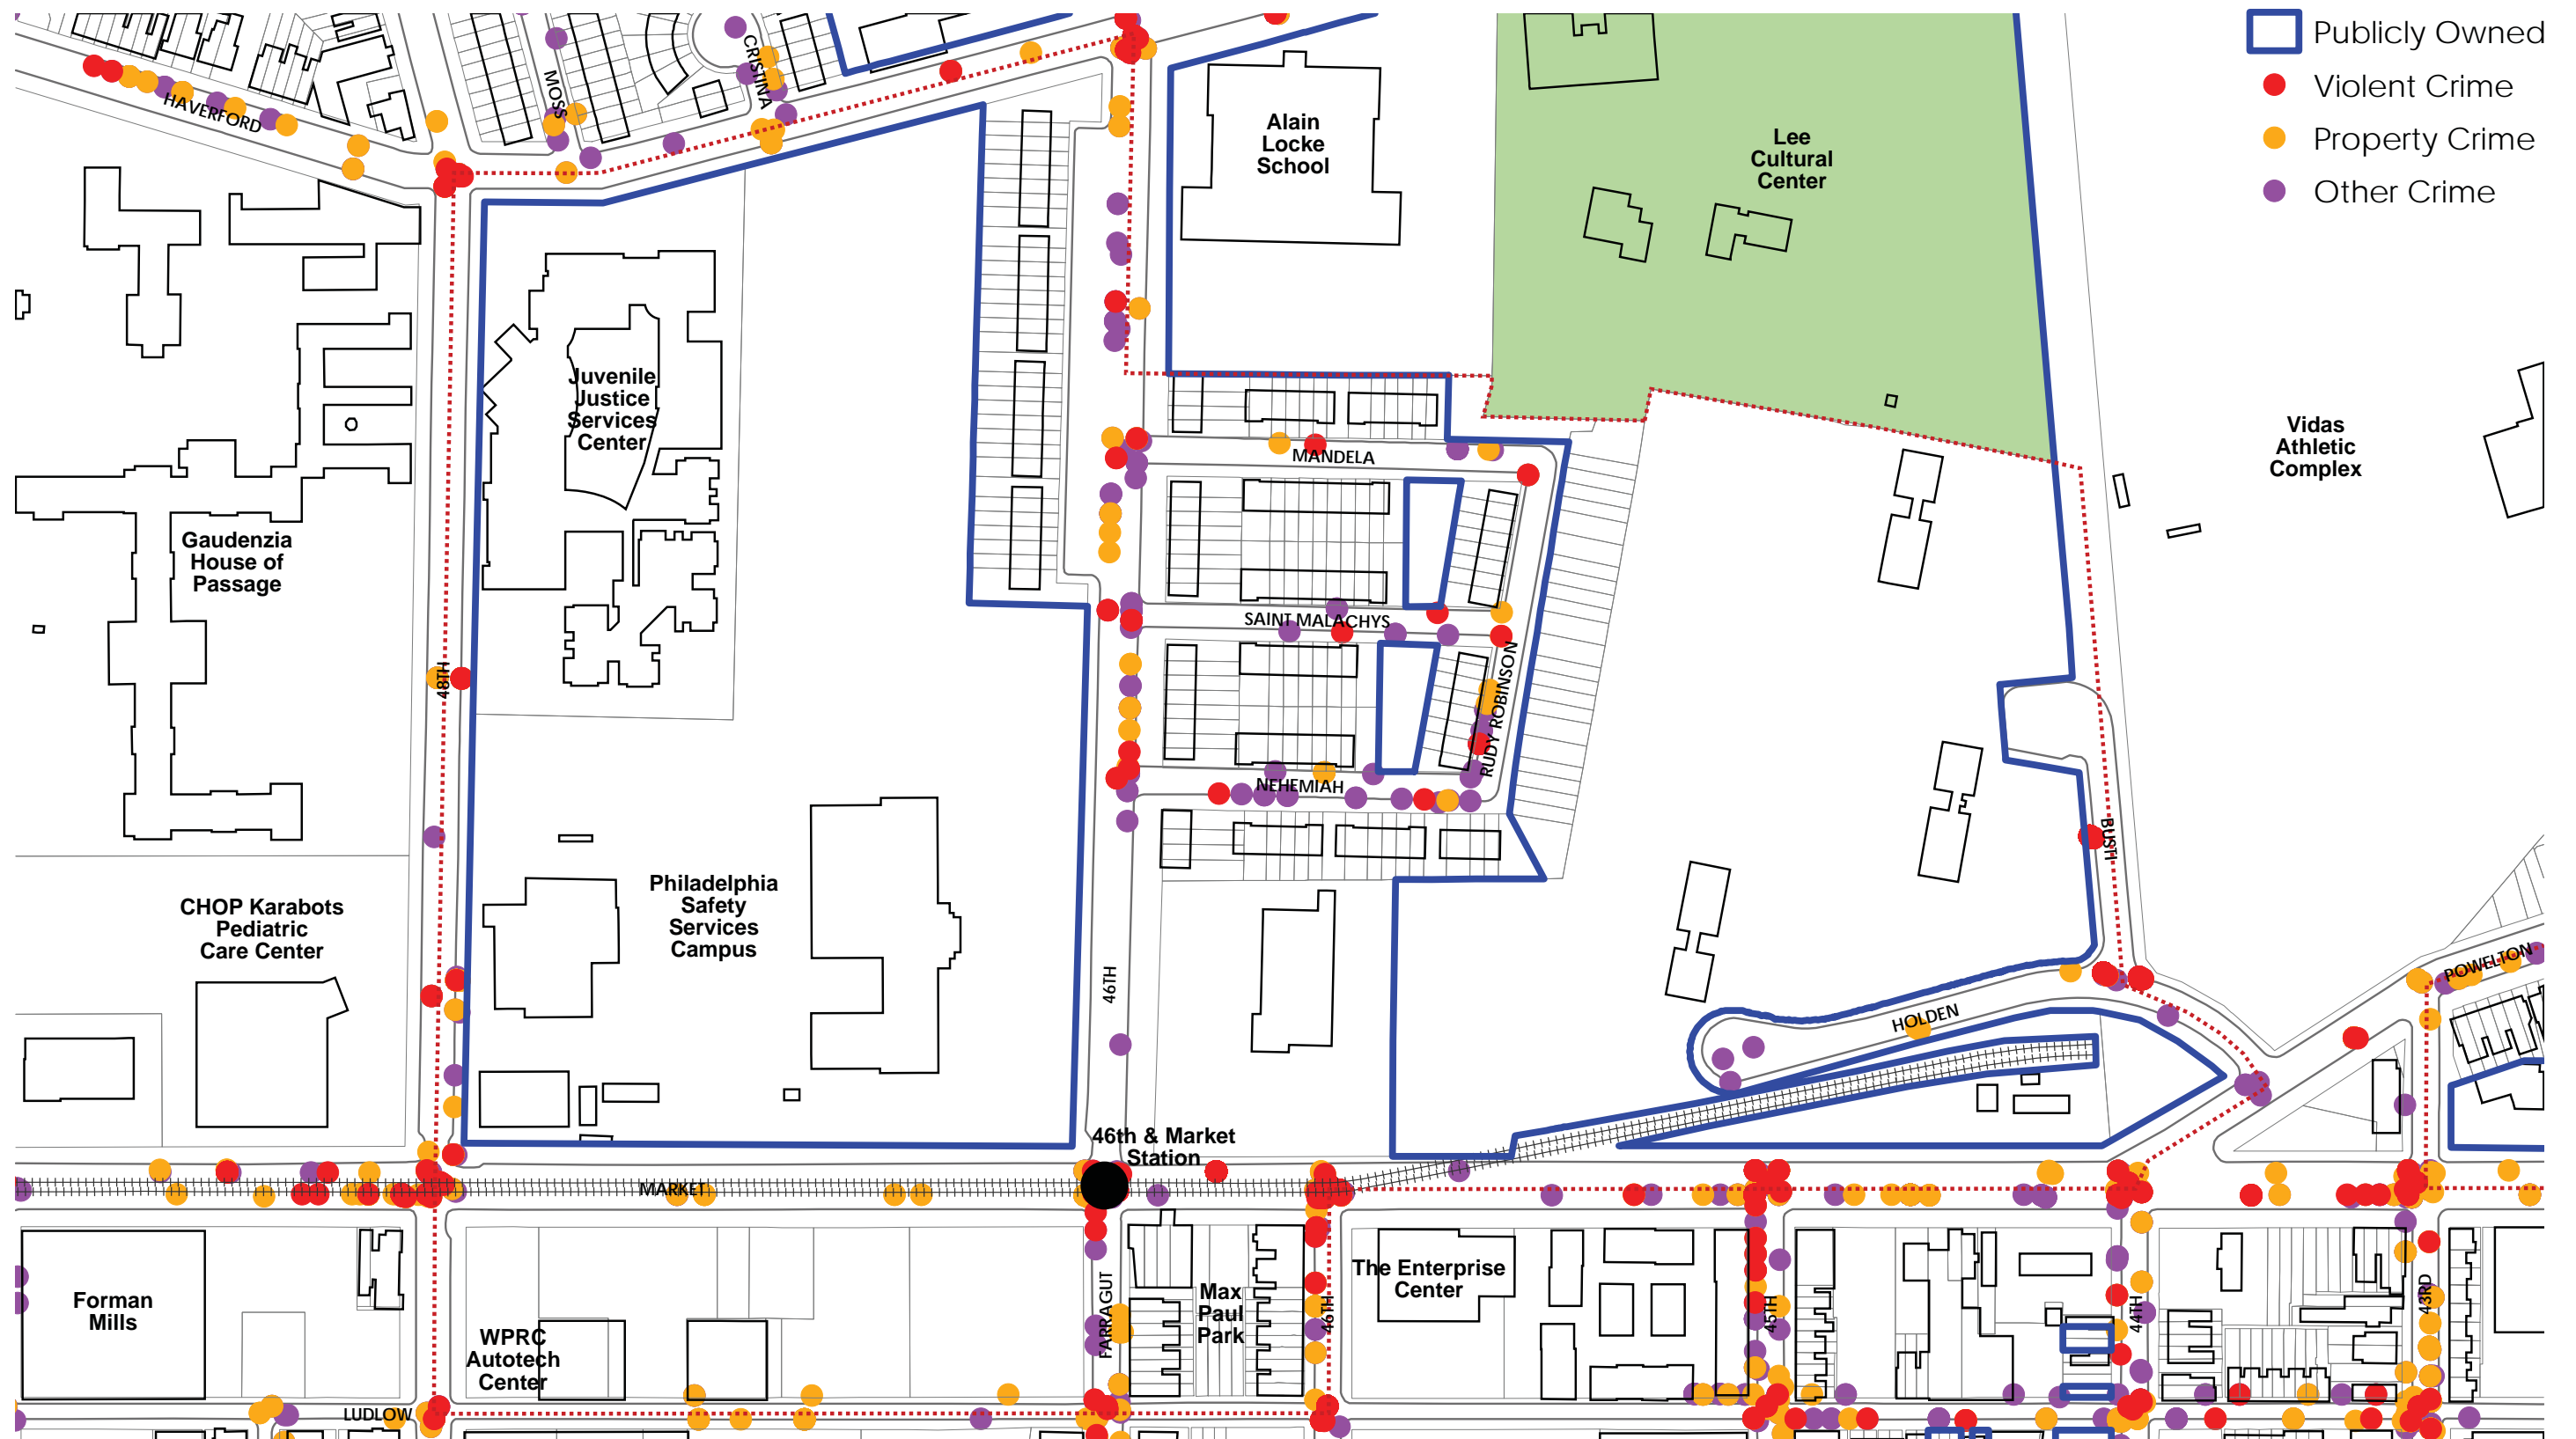 Publicly Owned
Violent Crime
Property Crime
Other Crime
HAVERFORD
MOSS
CRISTINA
Alain
Locke
School
Lee
Cultural
Center
Juvenile
Justice
Services
Center
Vidas
Athletic
Complex
MANDELA
Gaudenzia
House of
Passage
SAINT MALACHYS
48TH
RUDY ROBINSON
NEHEMIAH
BUSTI
CHOP Karabots
Pediatric
Care Center
Philadelphia
Safety
Services
Campus
46TH
POWELTON
HOLDEN
46th & Market
Station
MARKET
Forman
Mills
WPRC
Autotech
Center
FARRAGUT
Max
Paul
Park
46TH
The Enterprise
Center
45TH
44TH
43RD
LUDLOW